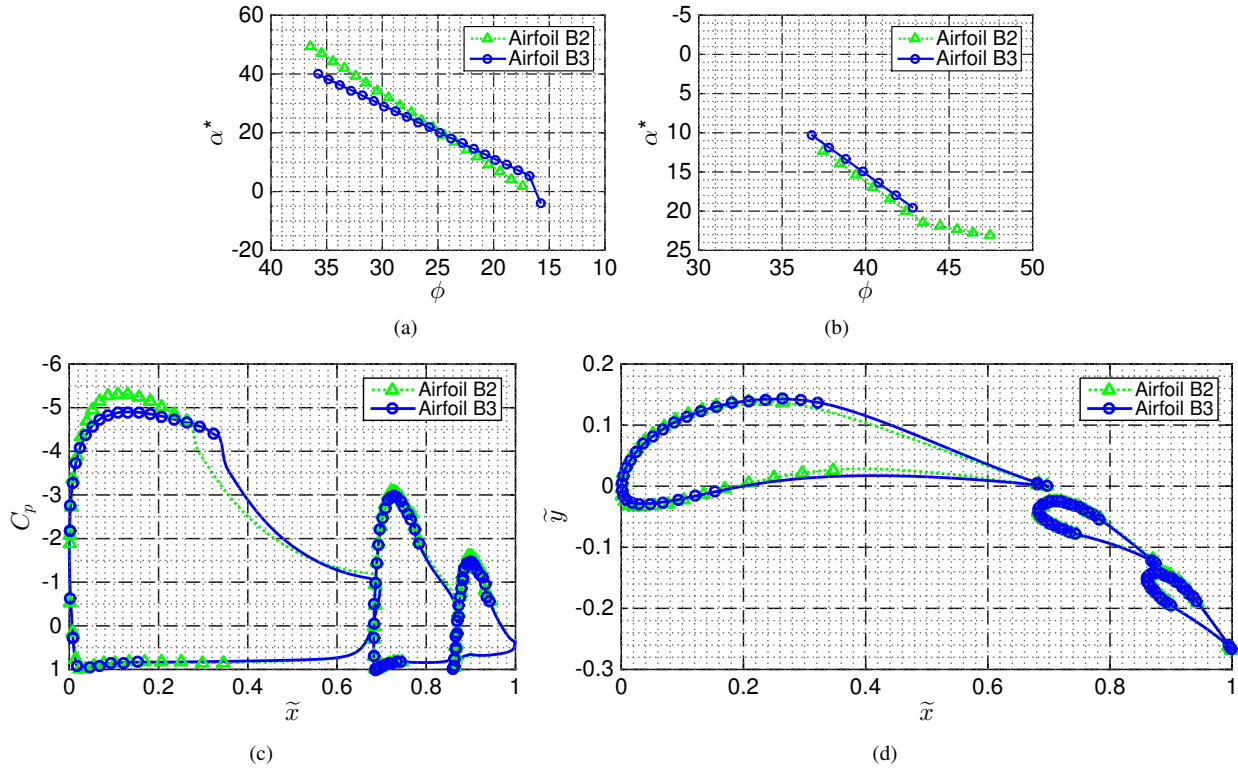 60
40
20
0
-20
α*
40 35 30 25 20 15 10
ϕ
Airfoil B2
Airfoil B3
(a)
-5
0
5
10
15
20
25
α*
30 35 40 45 50
ϕ
Airfoil B2
Airfoil B3
(b)
-6
-5
-4
-3
-2
-1
0
1
C_p
0 0.2 0.4 0.6 0.8 1
x̃
Airfoil B2
Airfoil B3
(c)
0.2
0.1
0
-0.1
-0.2
-0.3
ỹ
0 0.2 0.4 0.6 0.8 1
x̃
Airfoil B2
Airfoil B3
(d)